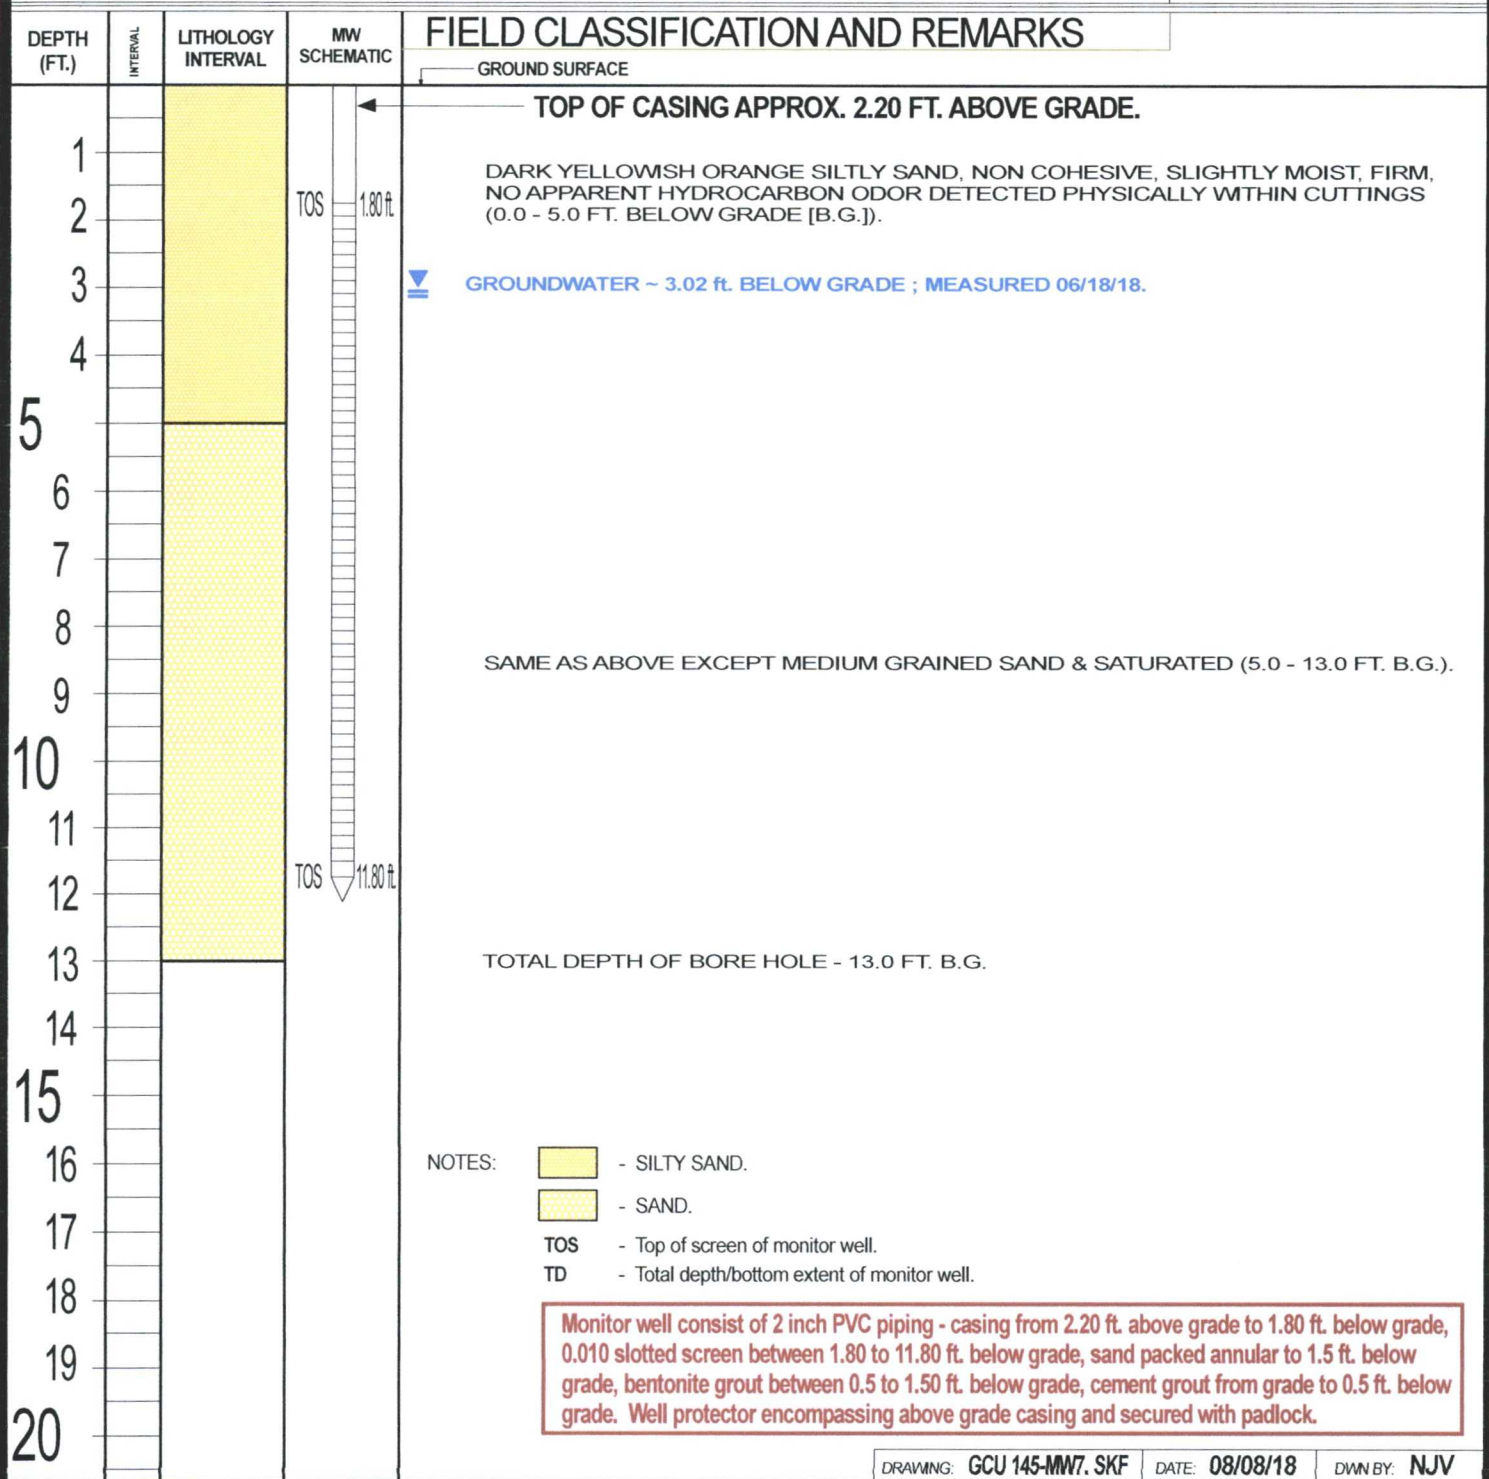 DEPTH
(FT.)
INTERVAL
LITHOLOGY
INTERVAL
MW
SCHEMATIC
FIELD CLASSIFICATION AND REMARKS
GROUND SURFACE
TOP OF CASING APPROX. 2.20 FT. ABOVE GRADE.
1
DARK YELLOWISH ORANGE SILTLY SAND, NON COHESIVE, SLIGHTLY MOIST, FIRM,
NO APPARENT HYDROCARBON ODOR DETECTED PHYSICALLY WITHIN CUTTINGS
(0.0 - 5.0 FT. BELOW GRADE [B.G.]).
TOS 1.80 ft.
2
3
GROUNDWATER ~ 3.02 ft. BELOW GRADE ; MEASURED 06/18/18.
4
5
6
7
8
SAME AS ABOVE EXCEPT MEDIUM GRAINED SAND & SATURATED (5.0 - 13.0 FT. B.G.).
9
10
11
TOS 11.80 ft.
12
13
TOTAL DEPTH OF BORE HOLE - 13.0 FT. B.G.
14
15
16
17
18
19
20
NOTES:
- SILTY SAND.
- SAND.
TOS - Top of screen of monitor well.
TD - Total depth/bottom extent of monitor well.
Monitor well consist of 2 inch PVC piping - casing from 2.20 ft. above grade to 1.80 ft. below grade,
0.010 slotted screen between 1.80 to 11.80 ft. below grade, sand packed annular to 1.5 ft. below
grade, bentonite grout between 0.5 to 1.50 ft. below grade, cement grout from grade to 0.5 ft. below
grade. Well protector encompassing above grade casing and secured with padlock.
DRAWING: GCU 145-MW7. SKF DATE: 08/08/18 DWN BY: NJV